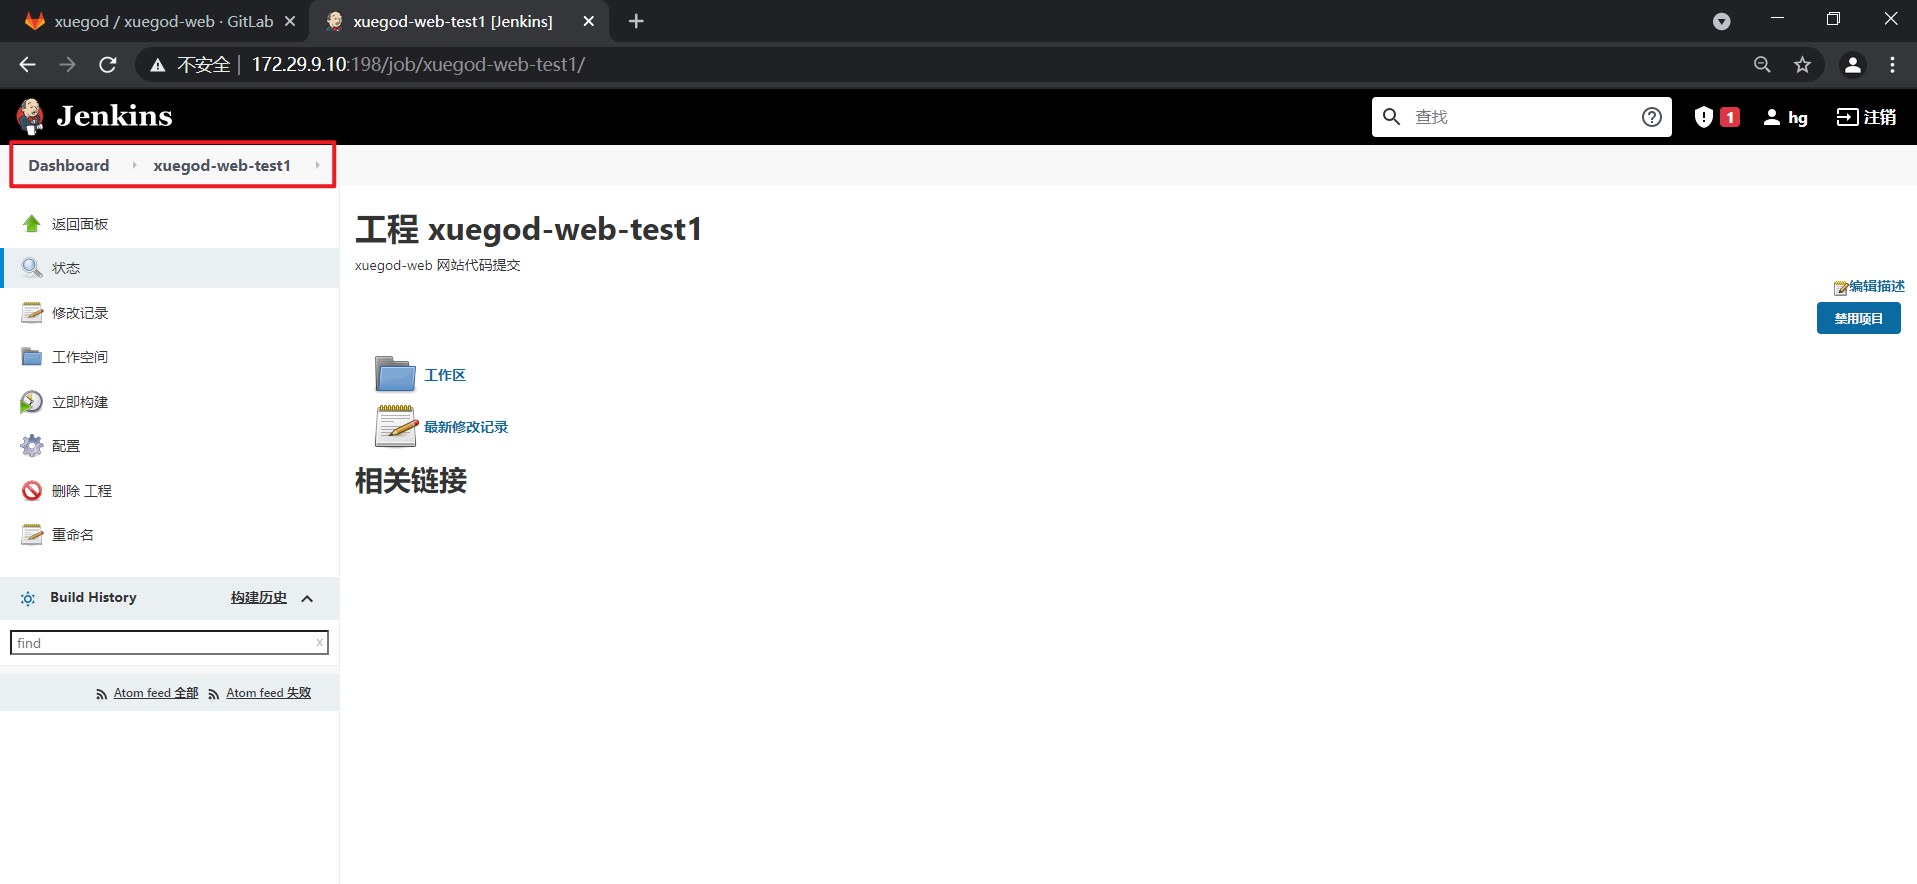 xuegod / xuegod-web · GitLab
xuegod-web-test1 [Jenkins]
不安全 172.29.9.10:198/job/xuegod-web-test1/
Jenkins
查找
1
hg
注销
Dashboard xuegod-web-test1
返回面板
状态
修改记录
工作空间
立即构建
配置
删除 工程
重命名
Build History 构建历史
find x
Atom feed 全部 Atom feed 失败
工程 xuegod-web-test1
xuegod-web 网站代码提交
编辑描述
禁用项目
工作区
最新修改记录
相关链接